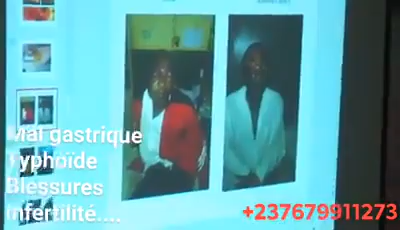 Mal gastrique
Typhoïde
Blessures
Infertilité....
+237679911273